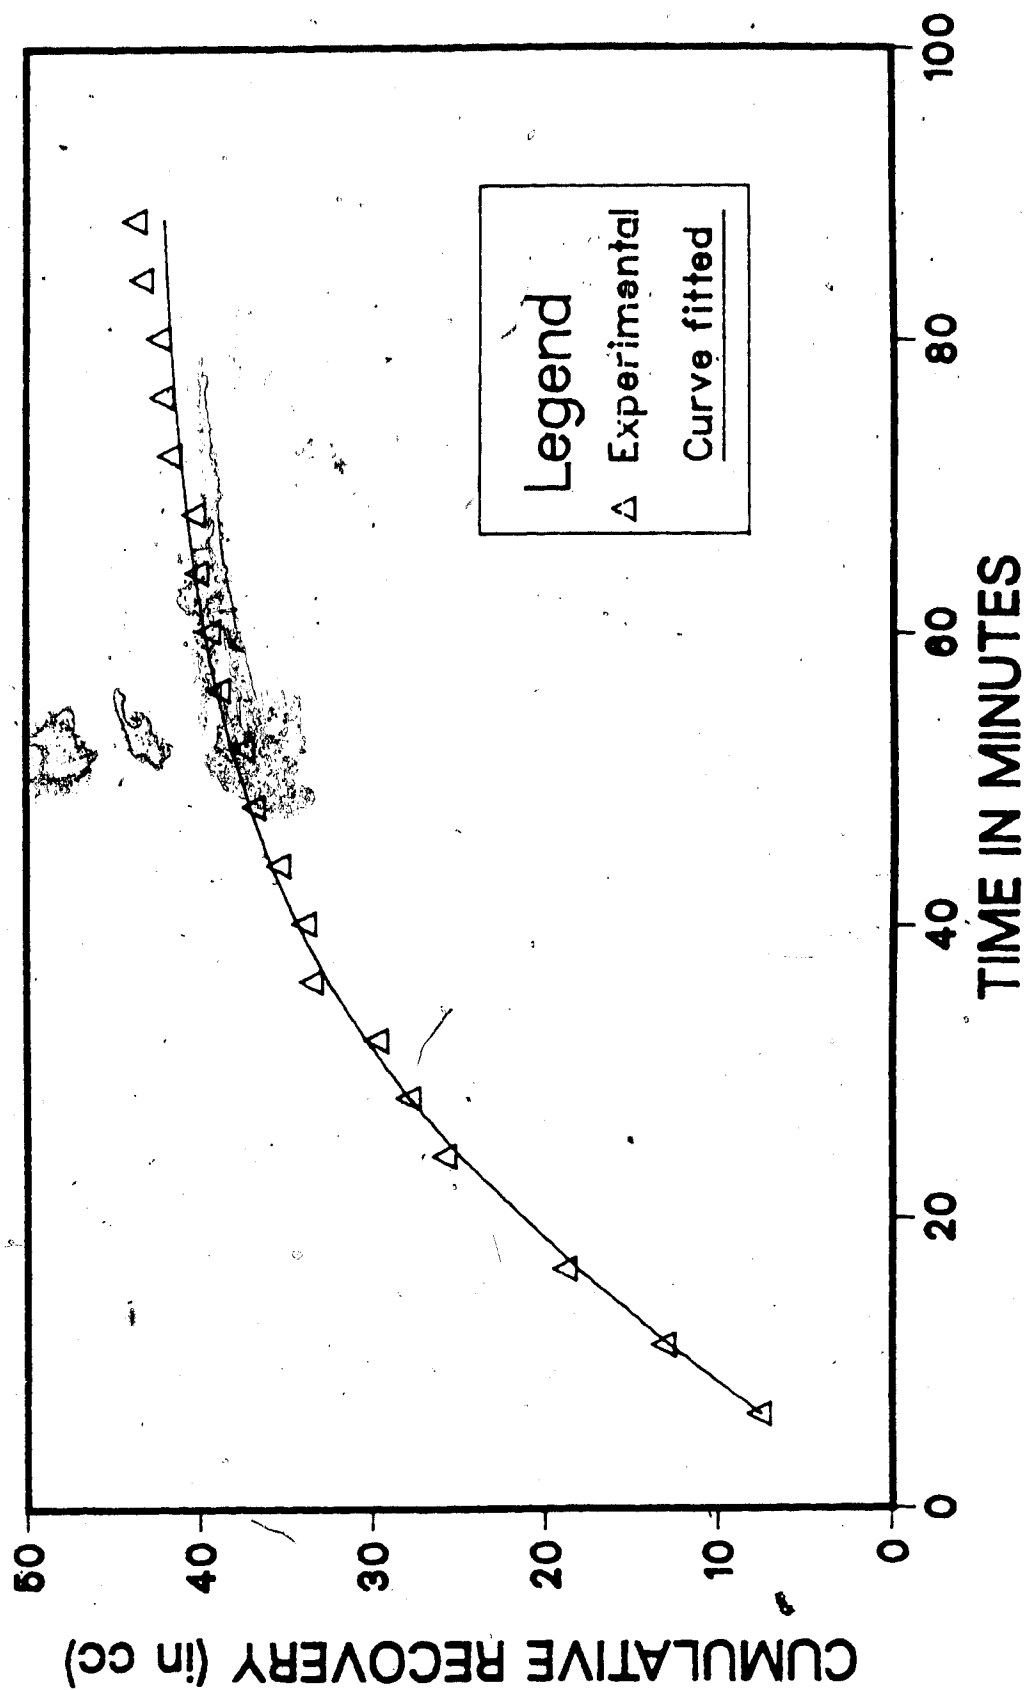 CUMULATIVE RECOVERY (in cc)
50
40
30
20
10
0
0
20
40
60
80
100
TIME IN MINUTES
Legend
Δ Experimental
Curve fitted